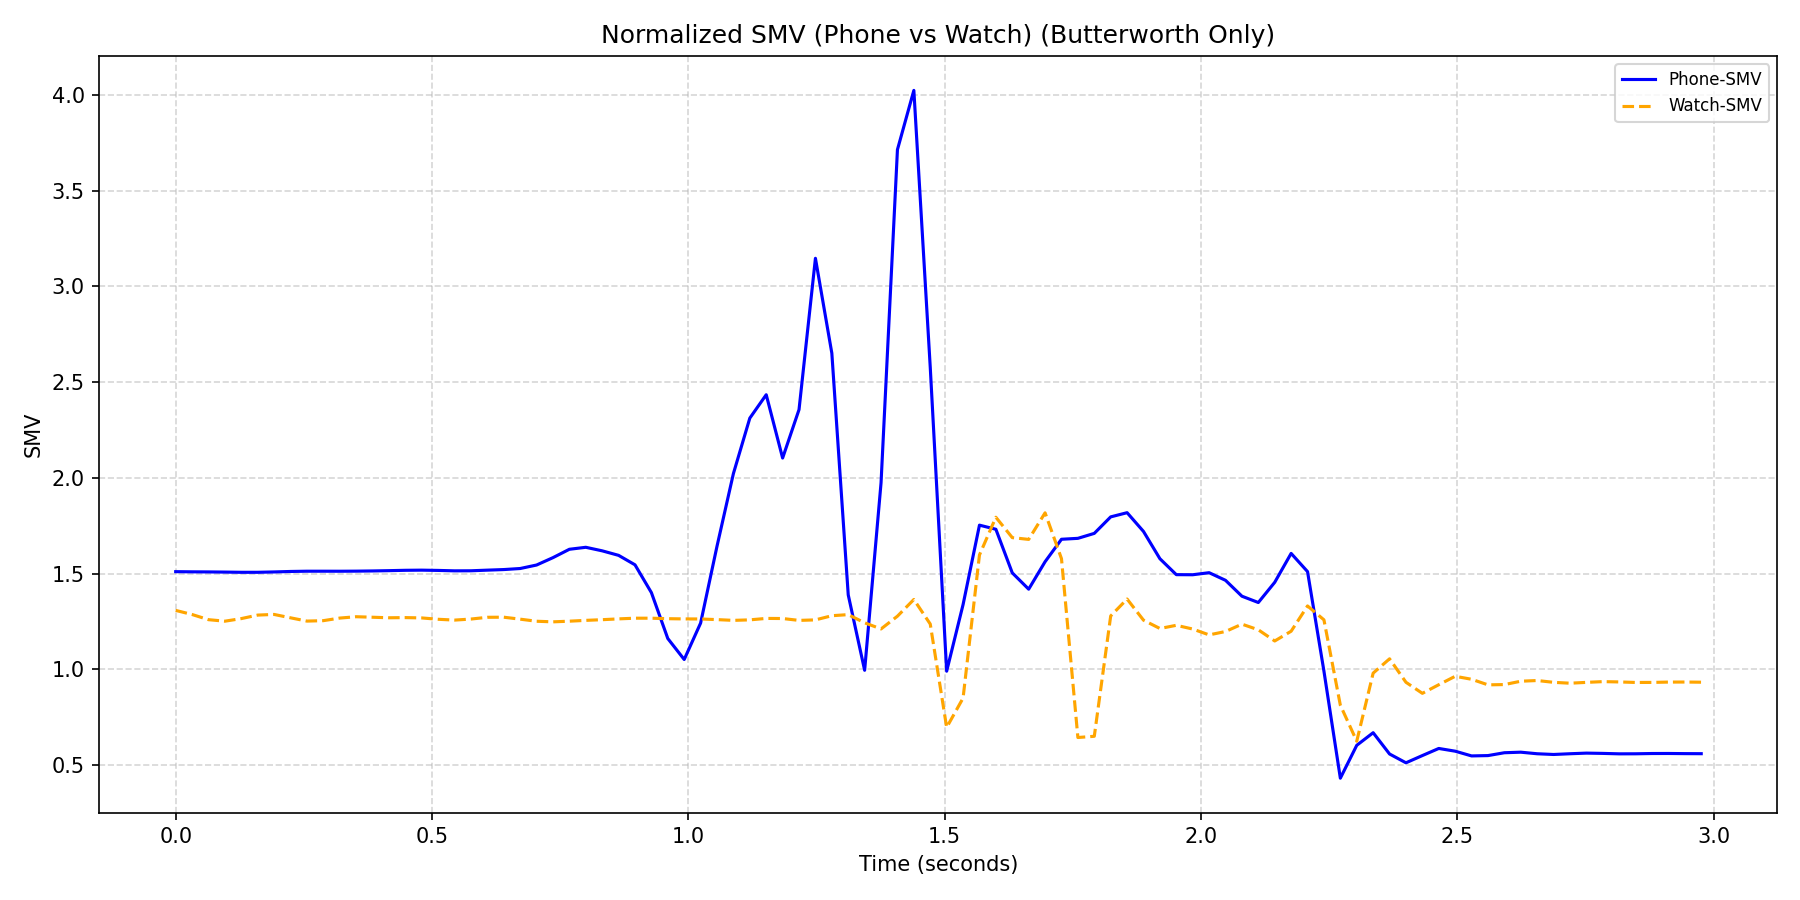 Normalized SMV (Phone vs Watch) (Butterworth Only)
Phone-SMV
Watch-SMV
4.0
3.5
3.0
2.5
2.0
1.5
1.0
0.5
SMV
0.0 0.5 1.0 1.5 2.0 2.5 3.0
Time (seconds)